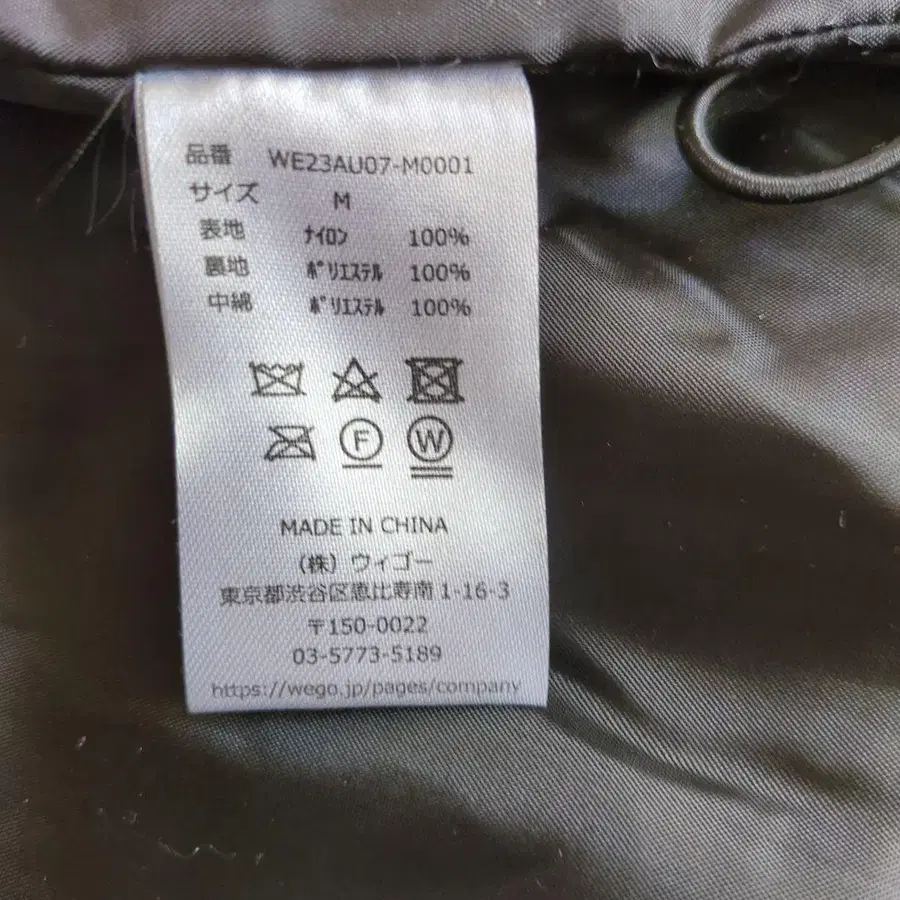 品番 WE23AU07-M0001
サイズ M
表地 ﾅｲﾛﾝ 100%
裏地 ﾎﾟﾘｴｽﾃﾙ 100%
中綿 ﾎﾟﾘｴｽﾃﾙ 100%
F W
MADE IN CHINA
(株) ウィゴー
東京都渋谷区恵比寿南1-16-3
〒150-0022
03-5773-5189
https://wego.jp/pages/company